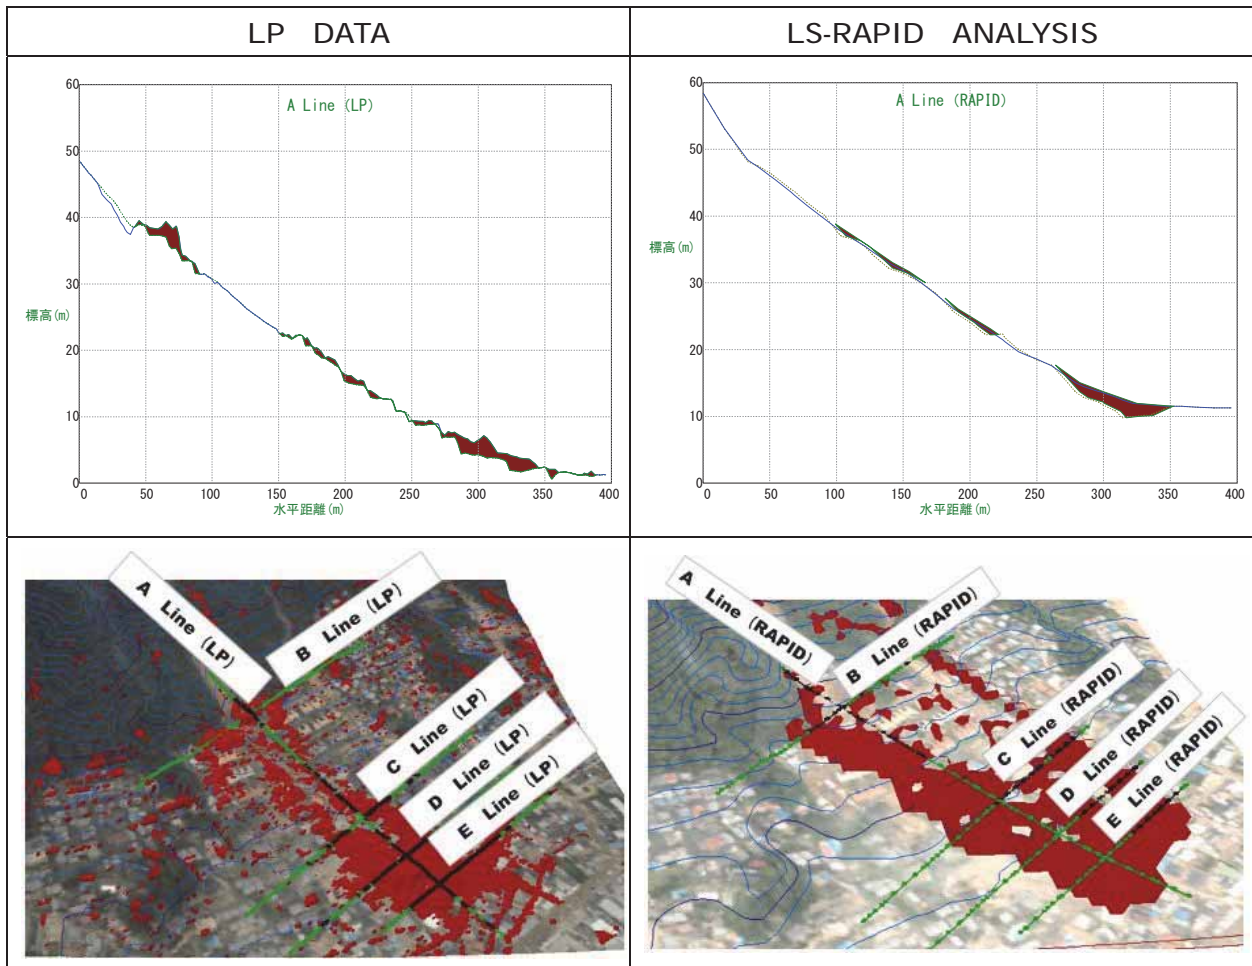 LP DATA
LS-RAPID ANALYSIS
A Line (LP)
60
50
40
30
20
10
0
標高(m)
0 50 100 150 200 250 300 350 400
水平距離(m)
A Line (RAPID)
60
50
40
30
20
10
0
標高(m)
0 50 100 150 200 250 300 350 400
水平距離(m)
A Line (LP)
B Line (LP)
C Line (LP)
D Line (LP)
E Line (LP)
A Line (RAPID)
B Line (RAPID)
C Line (RAPID)
D Line (RAPID)
E Line (RAPID)